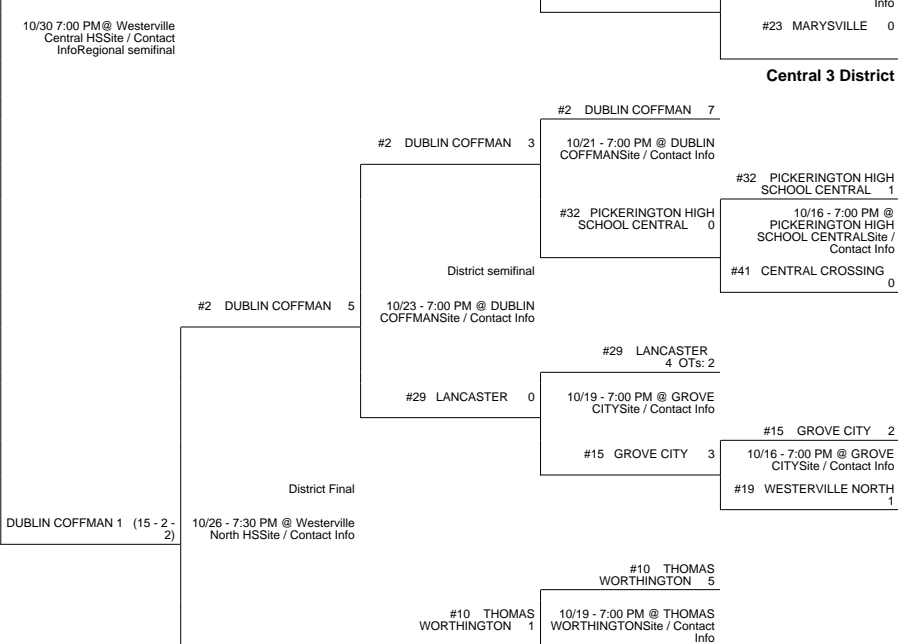 Info
10/30 7:00 PM@ Westerville
Central HSSite / Contact
InfoRegional semifinal
#23 MARYSVILLE 0
Central 3 District
#2 DUBLIN COFFMAN 7
#2 DUBLIN COFFMAN 3
10/21 - 7:00 PM @ DUBLIN
COFFMANSite / Contact Info
#32 PICKERINGTON HIGH
SCHOOL CENTRAL 1
#32 PICKERINGTON HIGH
SCHOOL CENTRAL 0
10/16 - 7:00 PM @
PICKERINGTON HIGH
SCHOOL CENTRALSite /
Contact Info
District semifinal
#41 CENTRAL CROSSING
0
#2 DUBLIN COFFMAN 5
10/23 - 7:00 PM @ DUBLIN
COFFMANSite / Contact Info
#29 LANCASTER
4 OTs: 2
#29 LANCASTER 0
10/19 - 7:00 PM @ GROVE
CITYSite / Contact Info
#15 GROVE CITY 2
#15 GROVE CITY 3
10/16 - 7:00 PM @ GROVE
CITYSite / Contact Info
District Final
#19 WESTERVILLE NORTH
1
DUBLIN COFFMAN 1 (15 - 2 -
2)
10/26 - 7:30 PM @ Westerville
North HSSite / Contact Info
#10 THOMAS
WORTHINGTON 5
#10 THOMAS
WORTHINGTON 1
10/19 - 7:00 PM @ THOMAS
WORTHINGTONSite / Contact
Info